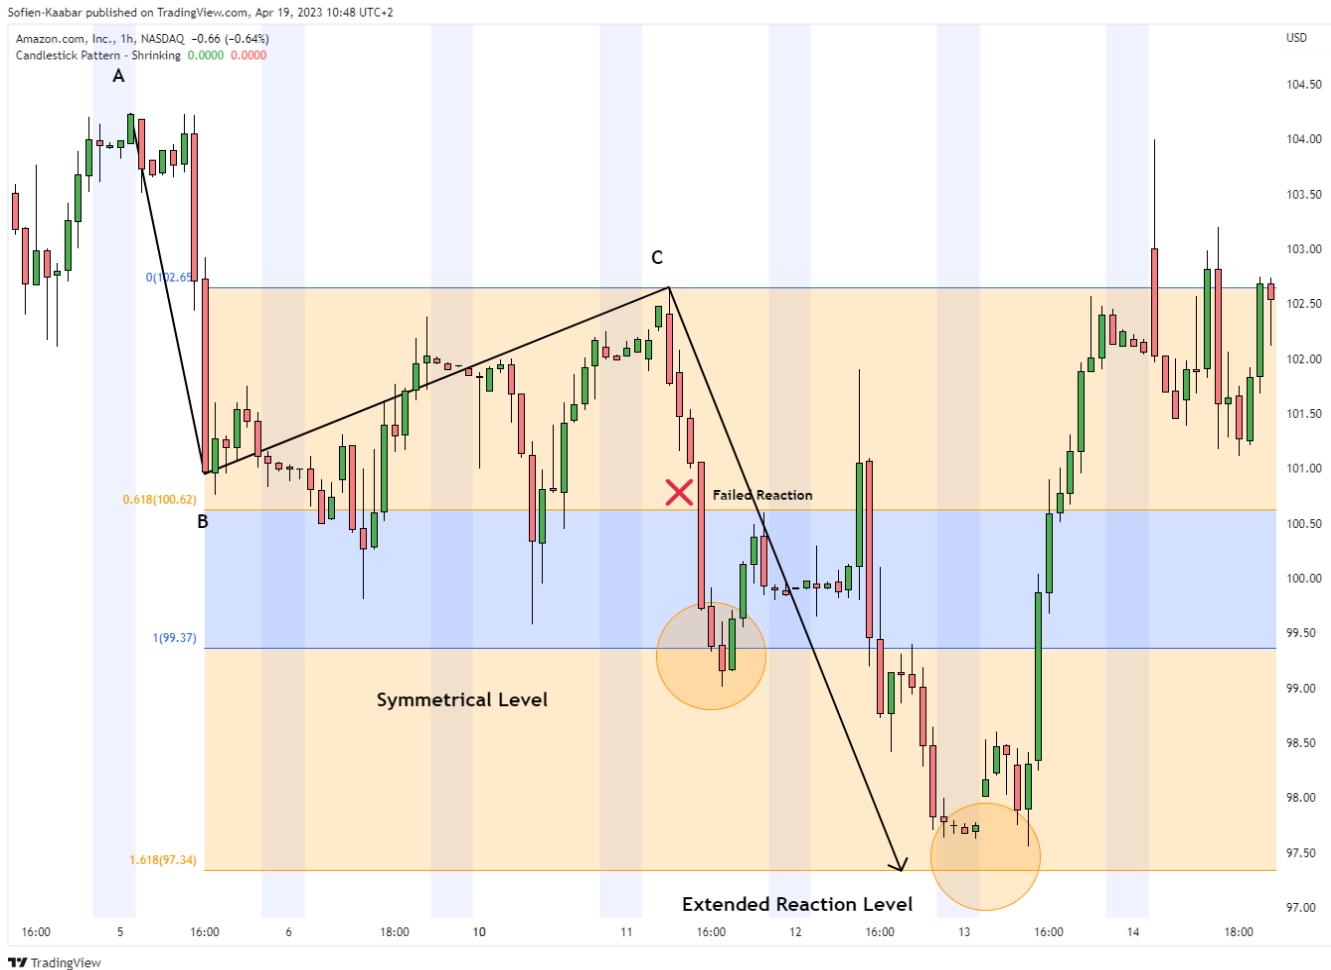 Sofien-Kaabar published on TradingView.com, Apr 19, 2023 10:48 UTC+2
Amazon.com, Inc., 1h, NASDAQ −0.66 (−0.64%)
Candlestick Pattern - Shrinking 0.0000 0.0000
USD
A
104.50
104.00
103.50
103.00
C
0(102.65)
102.50
102.00
101.50
101.00
0.618(100.62)
Failed Reaction
B
100.50
100.00
1(99.37)
99.50
Symmetrical Level
99.00
98.50
98.00
1.618(97.34)
97.50
Extended Reaction Level
97.00
16:00 5 16:00 6 18:00 10 11 16:00 12 16:00 13 16:00 14 18:00
TradingView